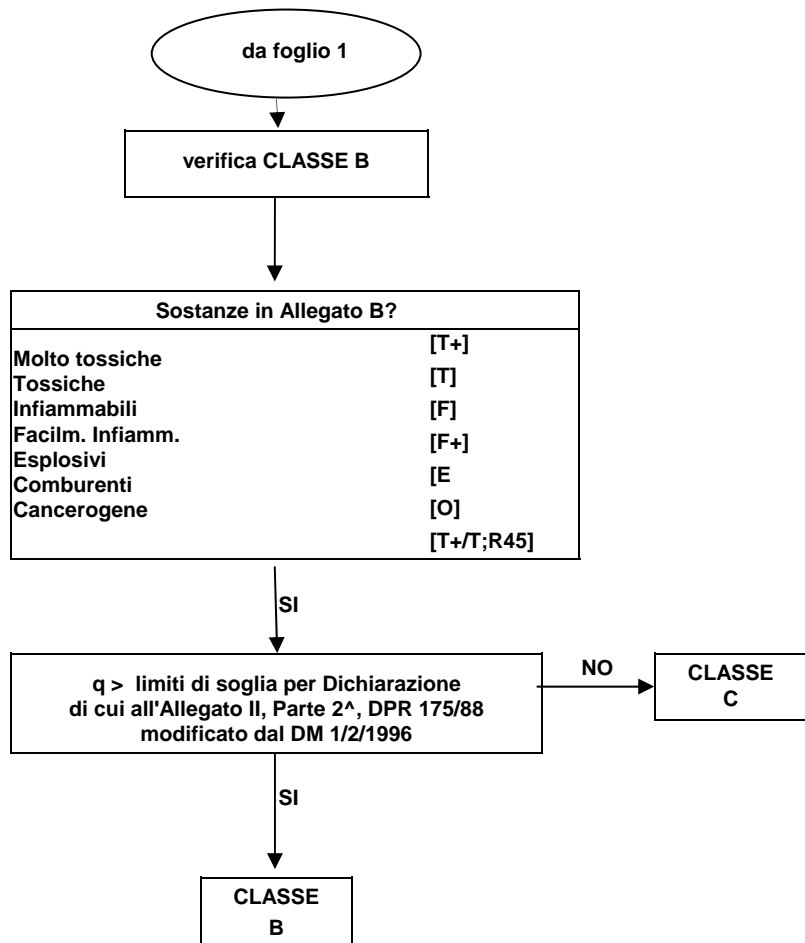 da foglio 1
verifica CLASSE B
Sostanze in Allegato B?
Molto tossiche [T+]
Tossiche [T]
Infiammabili [F]
Facilm. Infiamm. [F+]
Esplosivi [E
Comburenti [O]
Cancerogene [T+/T;R45]
SI
q > limiti di soglia per Dichiarazione
di cui all'Allegato II, Parte 2^, DPR 175/88
modificato dal DM 1/2/1996
NO
CLASSE
C
SI
CLASSE
B